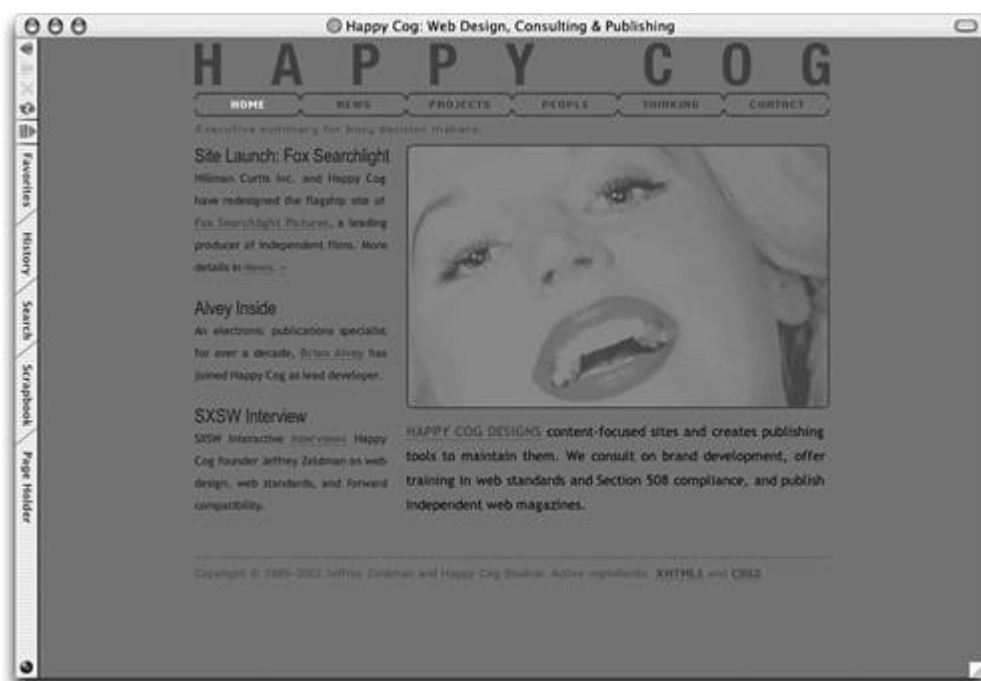 Happy Cog: Web Design, Consulting & Publishing
HAPPY COG
HOME NEWS PROJECTS PEOPLE THINKING CONTACT
Executive summary for busy decision makers.
Site Launch: Fox Searchlight
Hillman Curtis Inc. and Happy Cog
have redesigned the flagship site of
Fox Searchlight Pictures, a leading
producer of independent films. More
details in News. »
Alvey Inside
An electronic publications specialist
for over a decade, Brian Alvey has
joined Happy Cog as lead developer.
SXSW Interview
SXSW Interactive interviews Happy
Cog founder Jeffrey Zeldman on web
design, web standards, and forward
compatibility.
HAPPY COG DESIGNS content-focused sites and creates publishing
tools to maintain them. We consult on brand development, offer
training in web standards and Section 508 compliance, and publish
independent web magazines.
Copyright © 1995–2002 Jeffrey Zeldman and Happy Cog Studios. Active ingredients: XHTML1 and CSS2.
Favorites
History
Search
Scrapbook
Page Holder